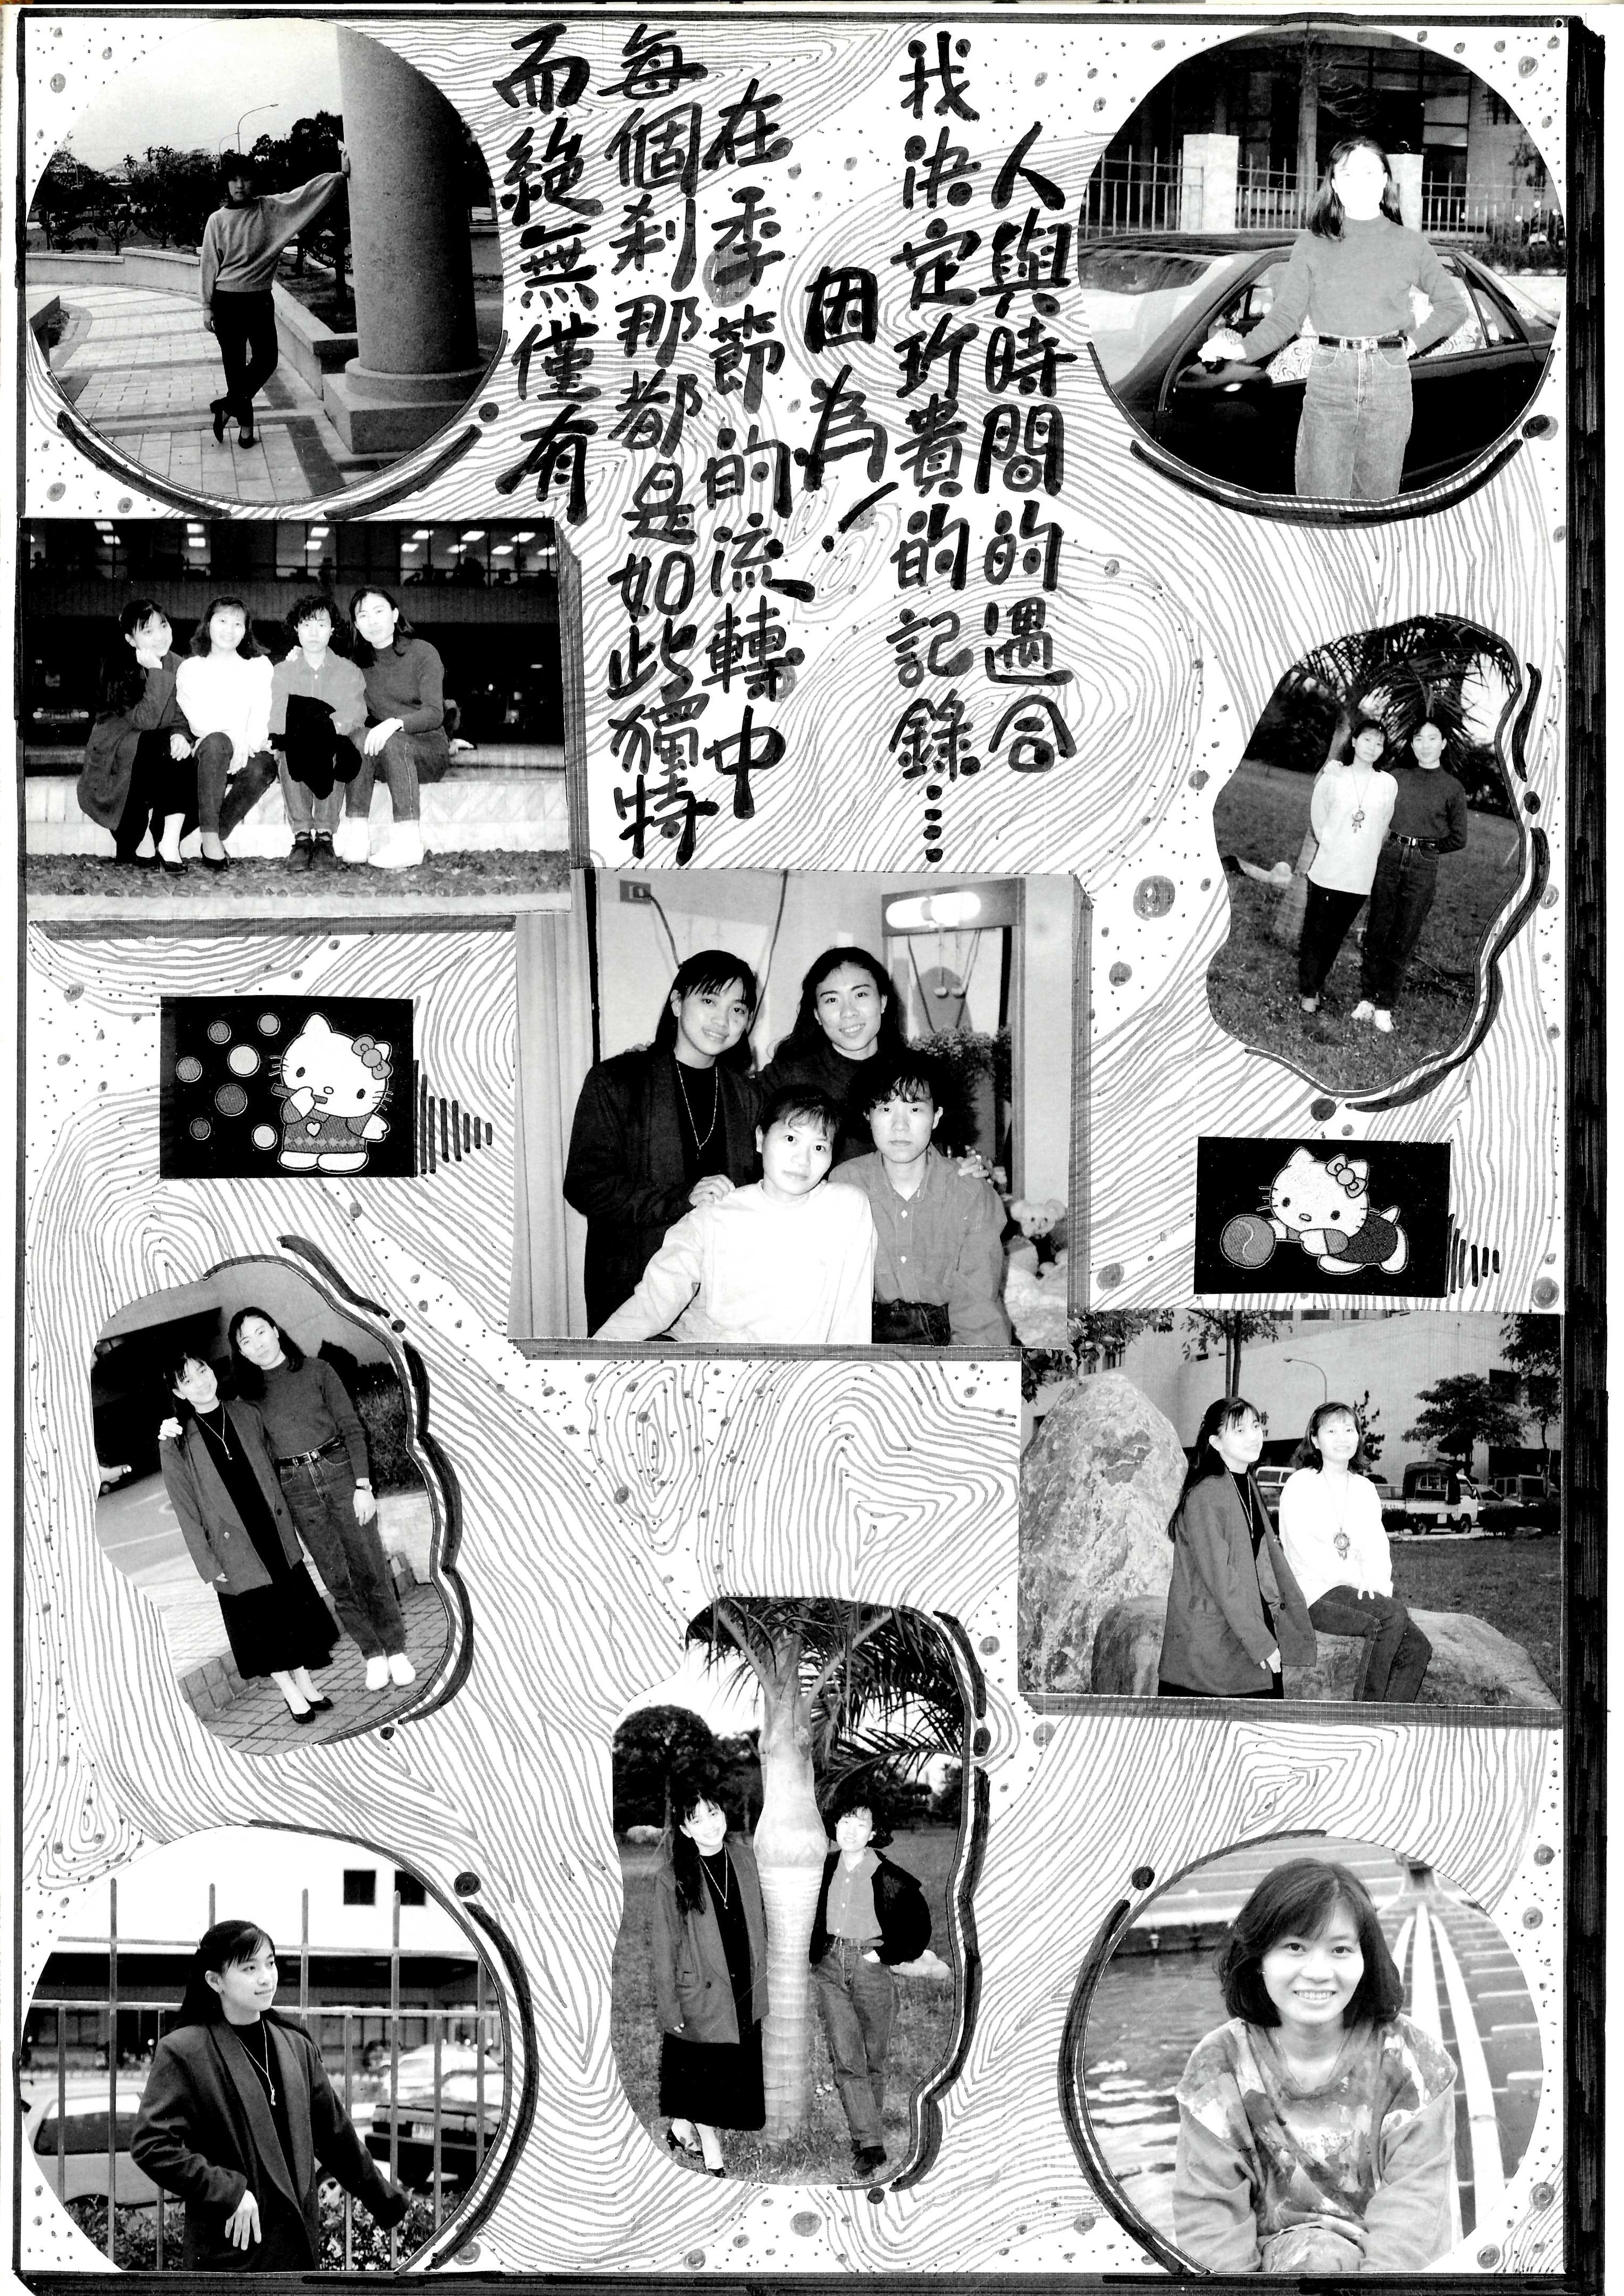 人與時間的遇合
我決定珍貴的記錄……
因為！
在季節的流轉中
每個刹那都是如此獨特
而絕無僅有